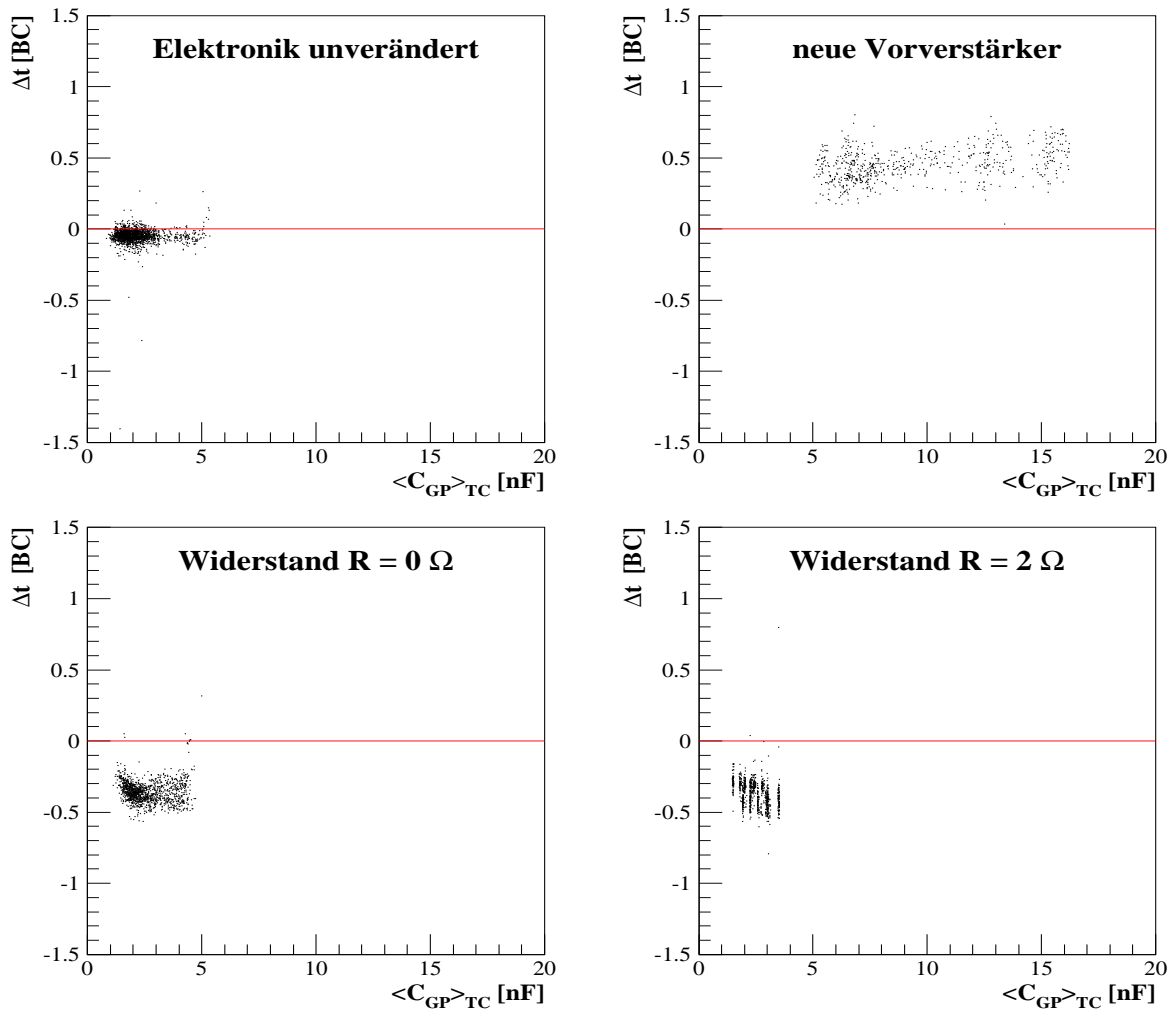 Elektronik unverändert
Δt [BC]
1.5
1
0.5
0
-0.5
-1
-1.5
0 5 10 15 20
<C_GP>_TC [nF]
neue Vorverstärker
Δt [BC]
1.5
1
0.5
0
-0.5
-1
-1.5
0 5 10 15 20
<C_GP>_TC [nF]
Widerstand R = 0 Ω
Δt [BC]
1.5
1
0.5
0
-0.5
-1
-1.5
0 5 10 15 20
<C_GP>_TC [nF]
Widerstand R = 2 Ω
Δt [BC]
1.5
1
0.5
0
-0.5
-1
-1.5
0 5 10 15 20
<C_GP>_TC [nF]